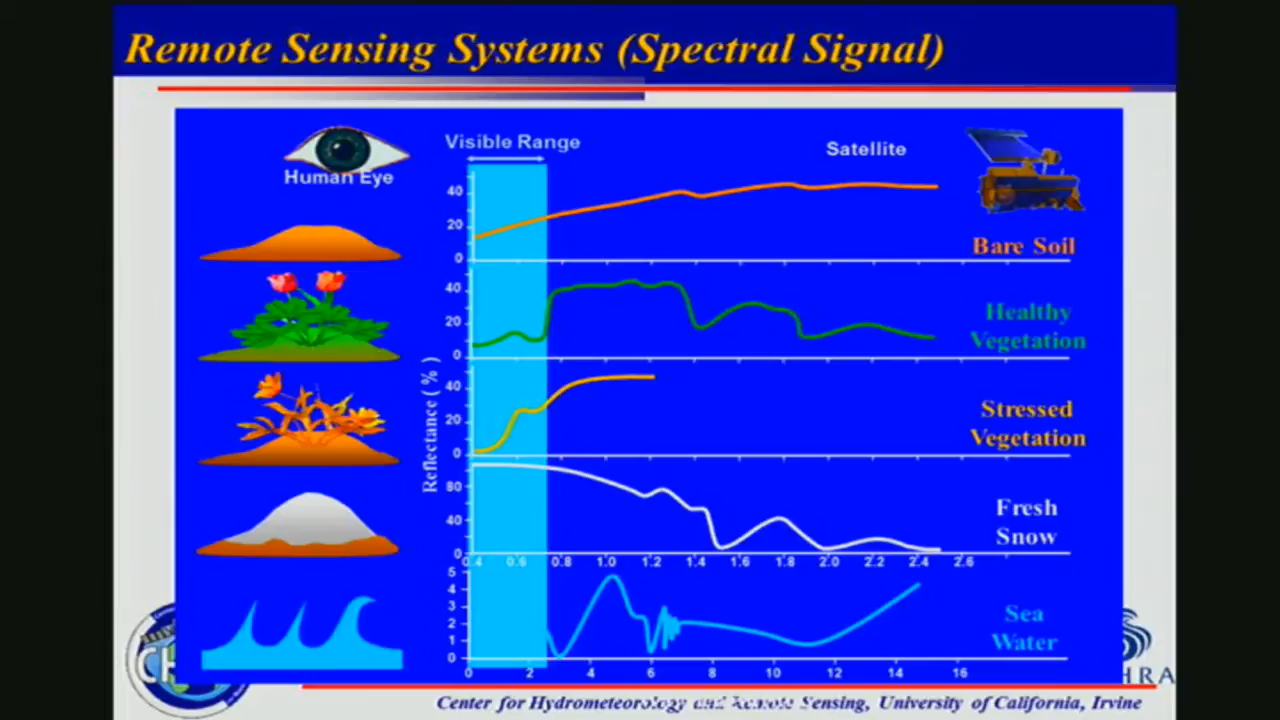 Remote Sensing Systems (Spectral Signal)
Human Eye
Visible Range
Satellite
40
20
0
Bare Soil
40
20
0
Healthy
Vegetation
40
20
0
Stressed
Vegetation
Reflectance ( % )
80
40
0
Fresh
Snow
0.4 0.6 0.8 1.0 1.2 1.4 1.6 1.8 2.0 2.2 2.4 2.6
5
4
3
2
1
0
Sea
Water
0 2 4 6 8 10 12 14 16
Center for Hydrometeorology and Remote Sensing, University of California, Irvine